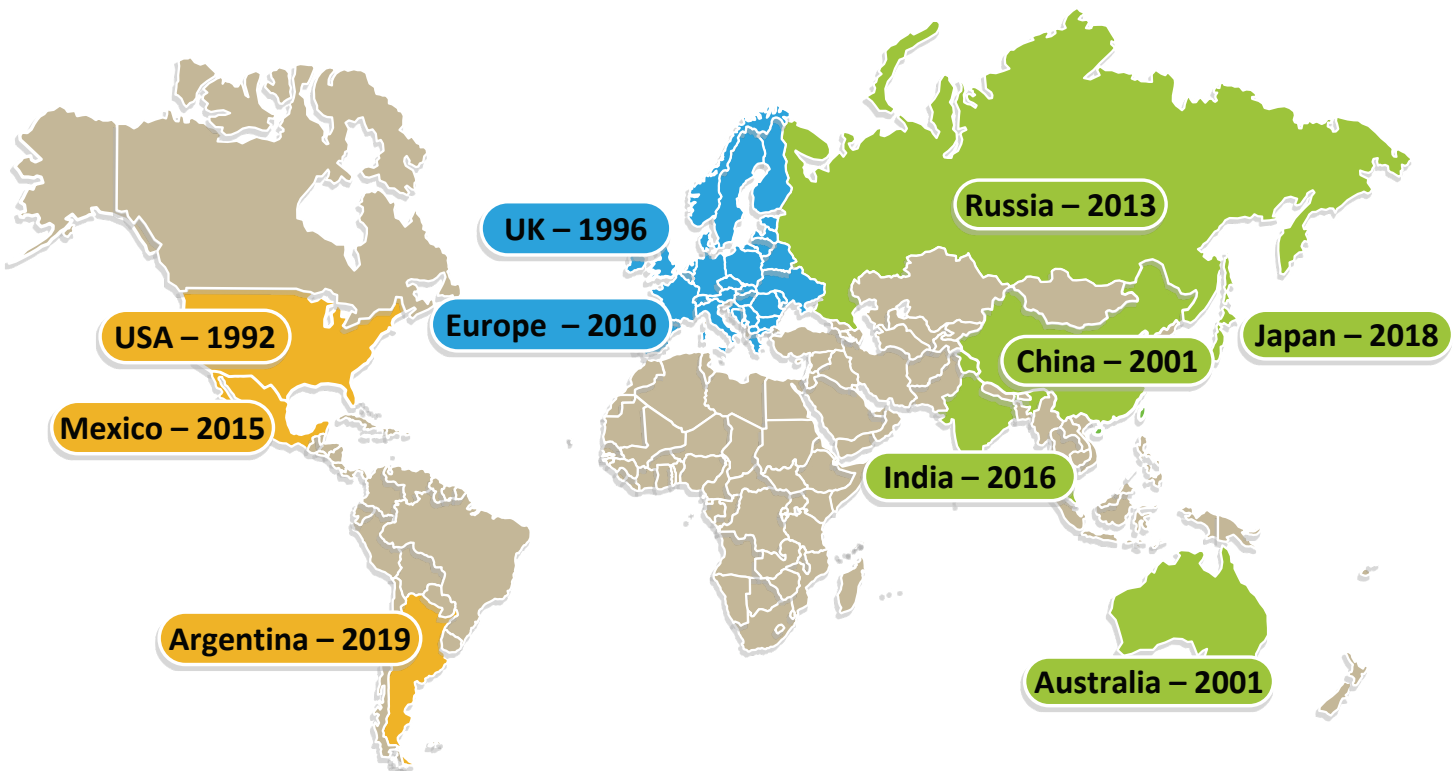 Russia – 2013
UK – 1996
Europe – 2010
USA – 1992
Japan – 2018
China – 2001
Mexico – 2015
India – 2016
Argentina – 2019
Australia – 2001